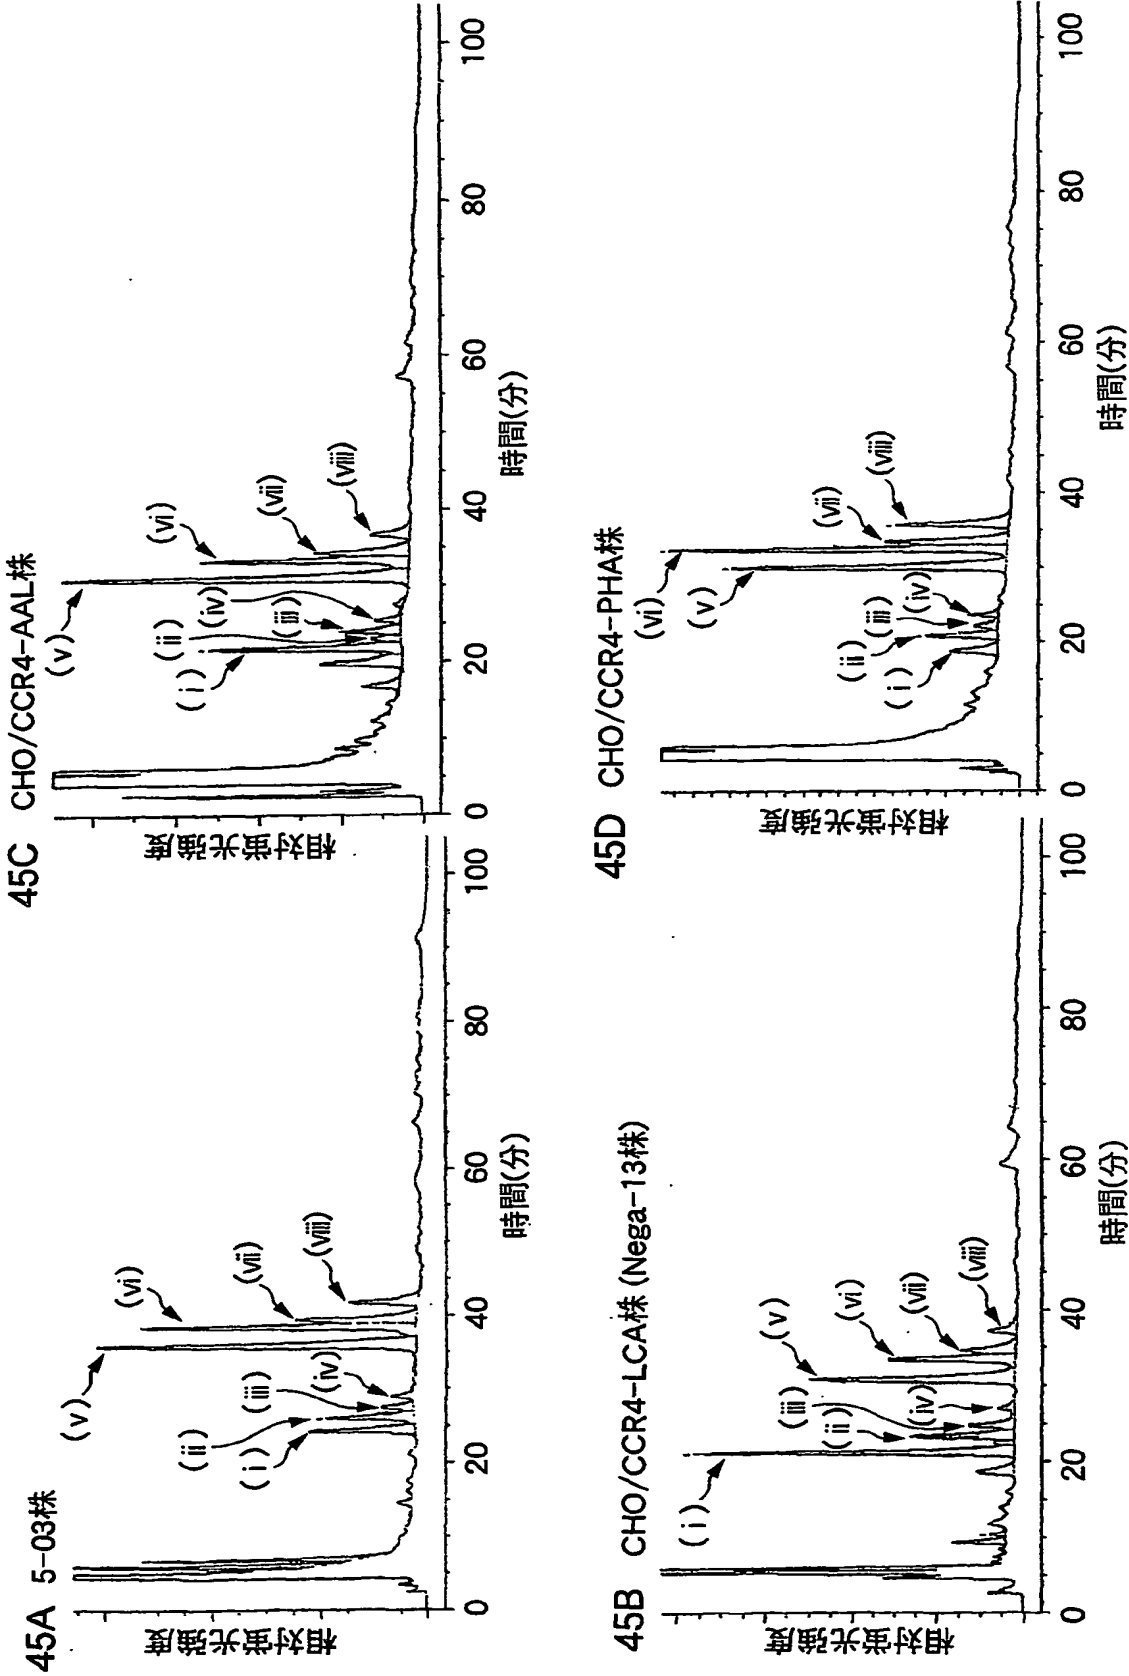 45A 5-03株
相対蛍光強度
(i)
(ii)
(iii)
(iv)
(v)
(vi)
(vii)
(viii)
0
20
40
60
80
100
時間(分)
45B CHO/CCR4-LCA株 (Nega-13株)
相対蛍光強度
(i)
(ii)
(iii)
(iv)
(v)
(vi)
(vii)
(viii)
0
20
40
60
80
100
時間(分)
45C CHO/CCR4-AAL株
相対蛍光強度
(i)
(ii)
(iii)
(iv)
(v)
(vi)
(vii)
(viii)
0
20
40
60
80
100
時間(分)
45D CHO/CCR4-PHA株
相対蛍光強度
(i)
(ii)
(iii)
(iv)
(v)
(vi)
(vii)
(viii)
0
20
40
60
80
100
時間(分)